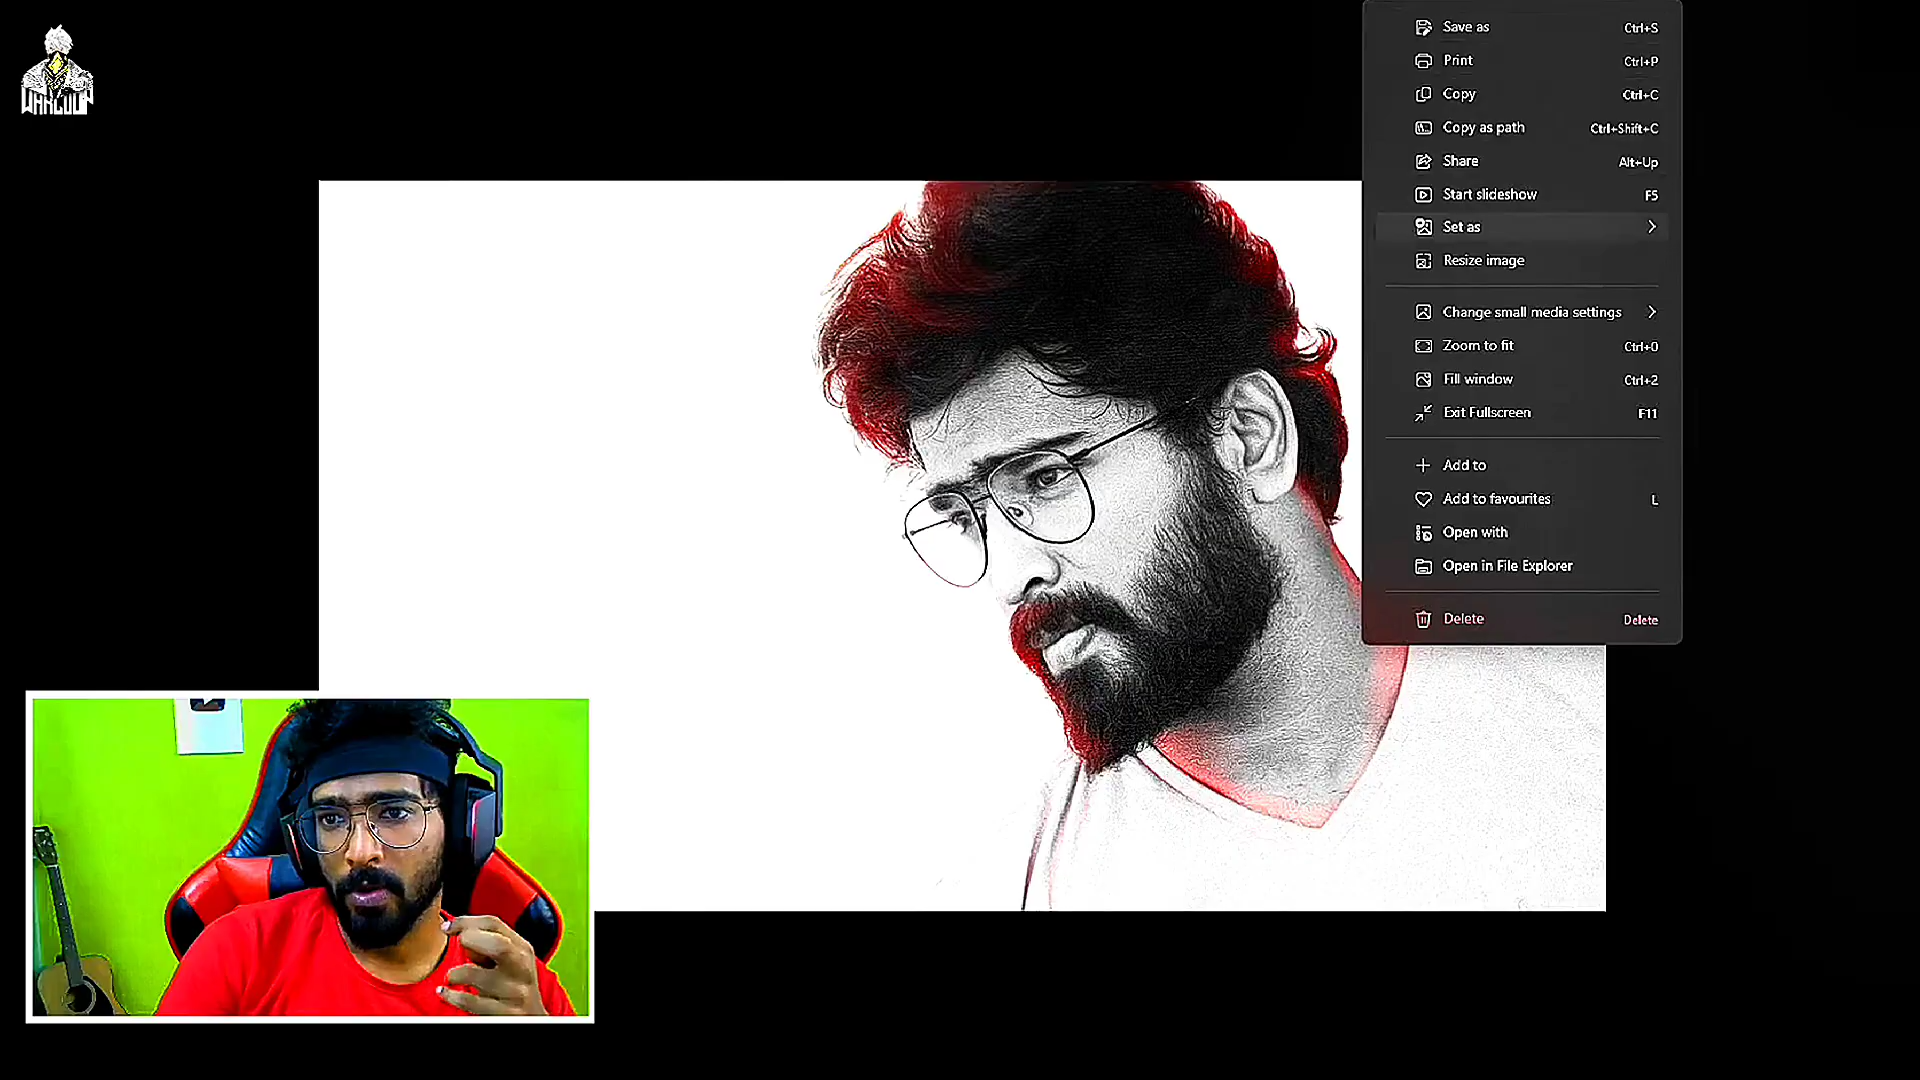 WARCOUP
Save as Ctrl+S
Print Ctrl+P
Copy Ctrl+C
Copy as path Ctrl+Shift+C
Share Alt+Up
Start slideshow F5
Set as
Resize image
Change small media settings
Zoom to fit Ctrl+0
Fill window Ctrl+2
Exit Fullscreen F11
Add to
Add to favourites L
Open with
Open in File Explorer
Delete Delete